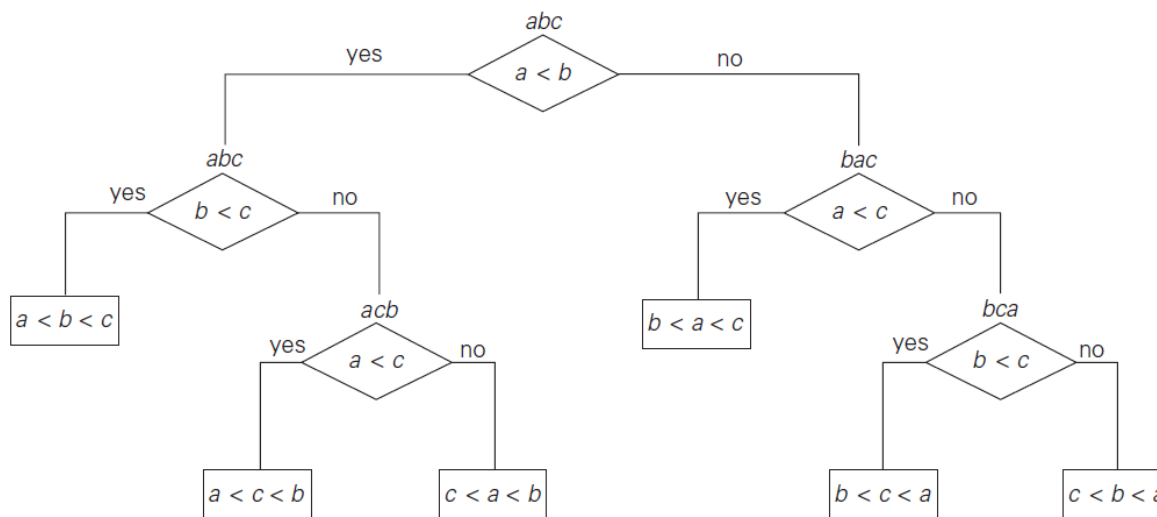 abc
yes
a < b
no
abc
bac
yes
b < c
no
yes
a < c
no
a < b < c
acb
b < a < c
bca
yes
a < c
no
yes
b < c
no
a < c < b
c < a < b
b < c < a
c < b < a